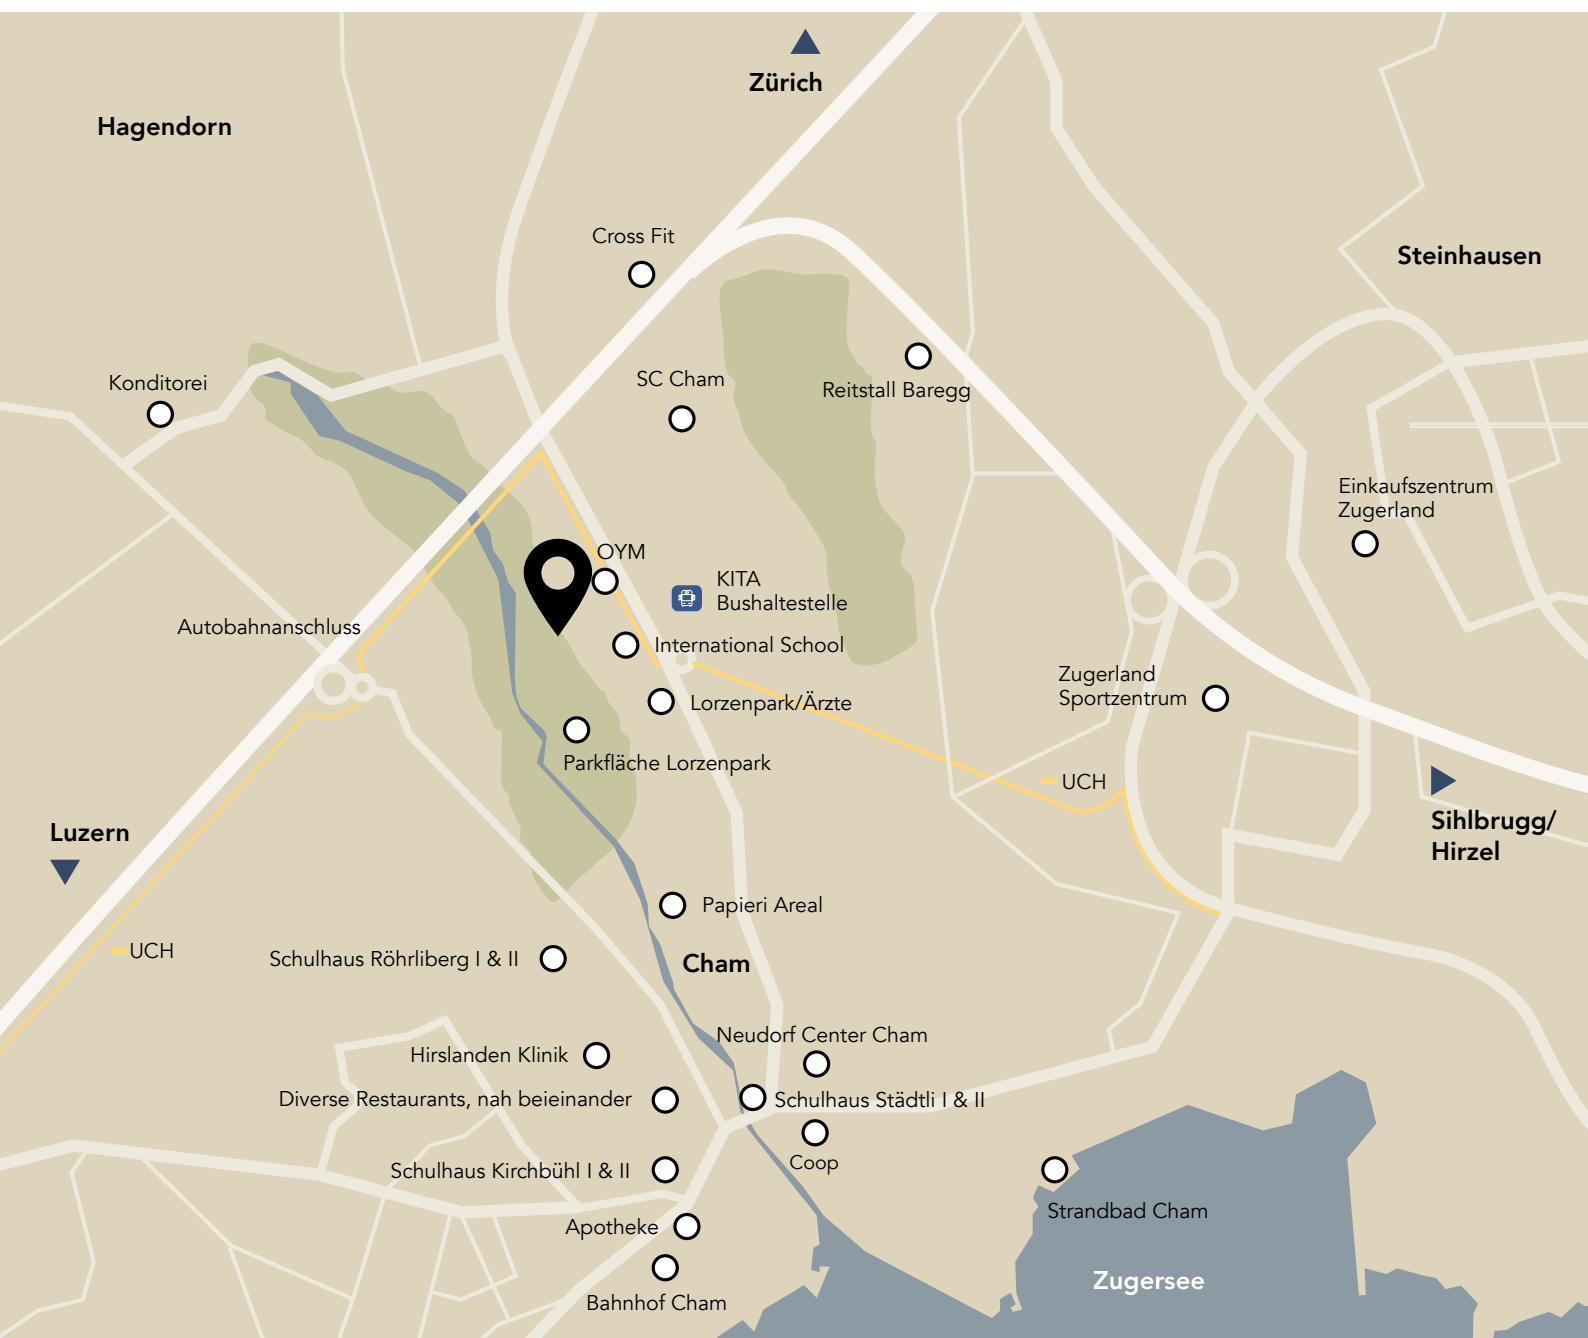 Zürich
Hagendorn
Cross Fit
Steinhausen
Konditorei
SC Cham
Reitstall Baregg
Einkaufszentrum
Zugerland
OYM
KITA
Bushaltestelle
Autobahnanschluss
International School
Zugerland
Sportzentrum
Lorzenpark/Ärzte
Parkfläche Lorzenpark
UCH
Luzern
Sihlbrugg/
Hirzel
Papieri Areal
UCH
Schulhaus Röhrliberg I & II
Cham
Neudorf Center Cham
Hirslanden Klinik
Diverse Restaurants, nah beieinander
Schulhaus Städtli I & II
Coop
Schulhaus Kirchbühl I & II
Strandbad Cham
Apotheke
Zugersee
Bahnhof Cham